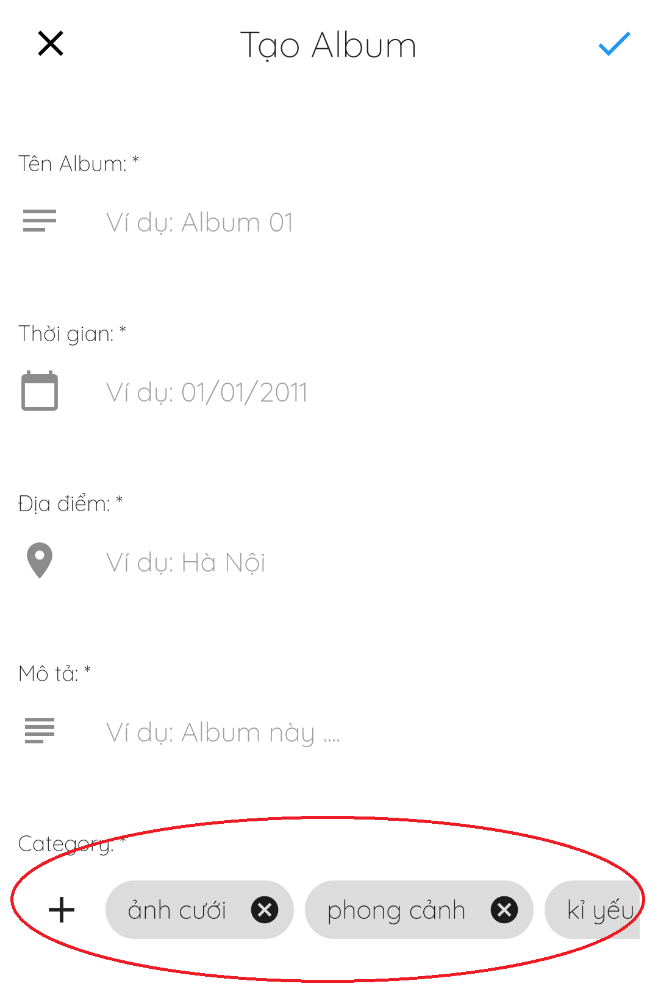 Tạo Album
Tên Album: *
Ví dụ: Album 01
Thời gian: *
Ví dụ: 01/01/2011
Địa điểm: *
Ví dụ: Hà Nội
Mô tả: *
Ví dụ: Album này ....
Category: *
ảnh cưới phong cảnh kỉ yếu